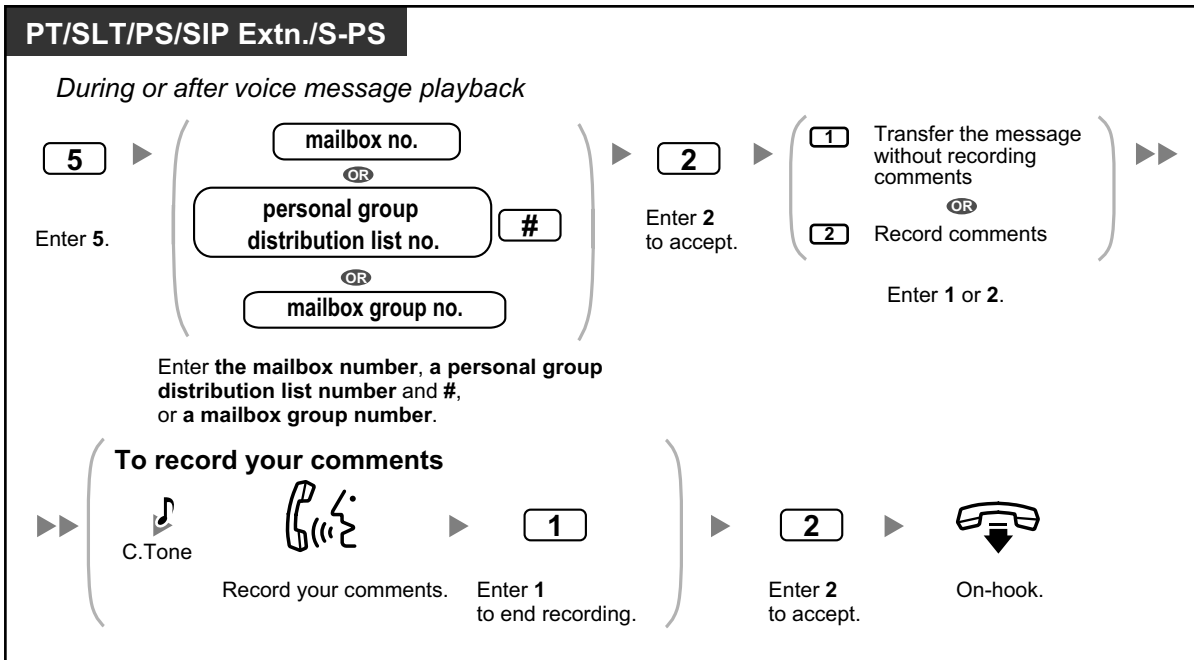 PT/SLT/PS/SIP Extn./S-PS
During or after voice message playback
5
Enter 5.
mailbox no.
OR
personal group
distribution list no.
#
OR
mailbox group no.
Enter the mailbox number, a personal group
distribution list number and #,
or a mailbox group number.
2
Enter 2
to accept.
1 Transfer the message
without recording
comments
OR
2 Record comments
Enter 1 or 2.
To record your comments
C.Tone
Record your comments.
1
Enter 1
to end recording.
2
Enter 2
to accept.
On-hook.